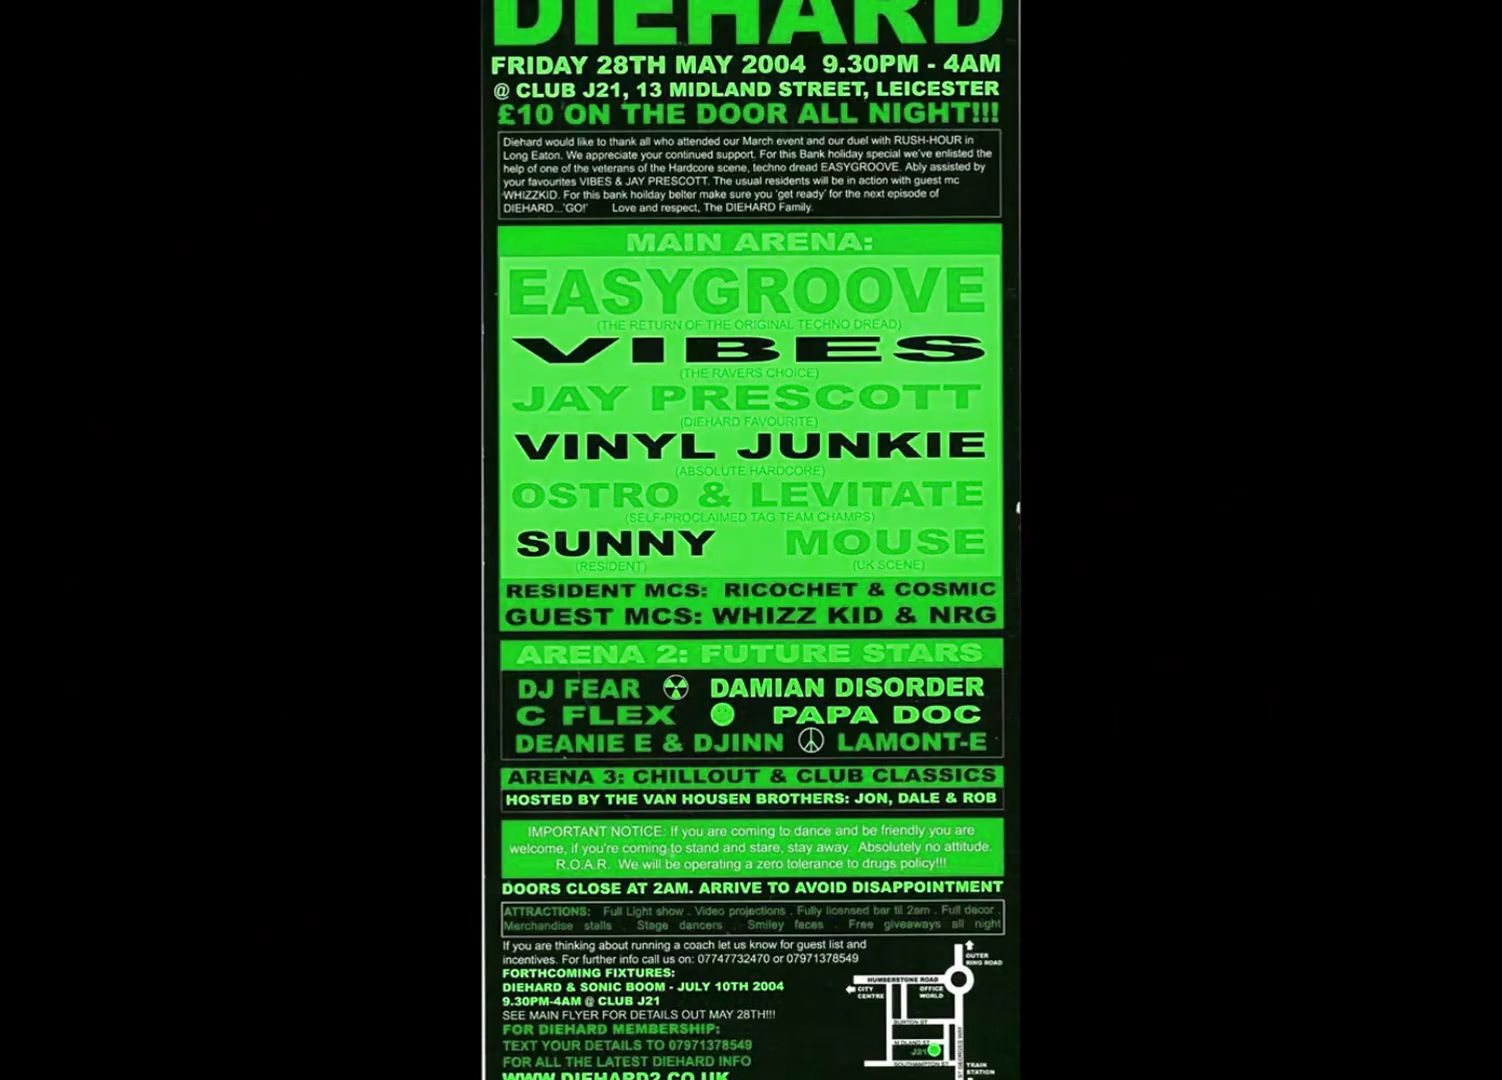 DIEHARD
FRIDAY 28TH MAY 2004 9.30PM - 4AM
@ CLUB J21, 13 MIDLAND STREET, LEICESTER
£10 ON THE DOOR ALL NIGHT!!!
Diehard would like to thank all who attended our March event and our duel with RUSH-HOUR in
Long Eaton. We appreciate your continued support. For this Bank holiday special we've enlisted the
help of one of the veterans of the Hardcore scene, techno dread EASYGROOVE. Ably assisted by
your favourites VIBES & JAY PRESCOTT. The usual residents will be in action with guest mc
WHIZZKID. For this bank hoilday belter make sure you 'get ready' for the next episode of
DIEHARD...'GO!' Love and respect, The DIEHARD Family.
MAIN ARENA:
EASYGROOVE
(THE RETURN OF THE ORIGINAL TECHNO DREAD)
VIBES
(THE RAVERS CHOICE)
JAY PRESCOTT
(DIEHARD FAVOURITE)
VINYL JUNKIE
(ABSOLUTE HARDCORE)
OSTRO & LEVITATE
(SELF-PROCLAIMED TAG TEAM CHAMPS)
SUNNY MOUSE
(RESIDENT) (UK SCENE)
RESIDENT MCS: RICOCHET & COSMIC
GUEST MCS: WHIZZ KID & NRG
ARENA 2: FUTURE STARS
DJ FEAR DAMIAN DISORDER
C FLEX PAPA DOC
DEANIE E & DJINN LAMONT-E
ARENA 3: CHILLOUT & CLUB CLASSICS
HOSTED BY THE VAN HOUSEN BROTHERS: JON, DALE & ROB
IMPORTANT NOTICE: If you are coming to dance and be friendly you are
welcome, if you're coming to stand and stare, stay away. Absolutely no attitude.
R.O.A.R. We will be operating a zero tolerance to drugs policy!!!
DOORS CLOSE AT 2AM. ARRIVE TO AVOID DISAPPOINTMENT
ATTRACTIONS: Full Light show . Video projections . Fully licensed bar til 2am . Full decor .
Merchandise stalls . Stage dancers . Smiley faces . Free giveaways all night
If you are thinking about running a coach let us know for guest list and
incentives. For further info call us on: 07747732470 or 07971378549
FORTHCOMING FIXTURES:
DIEHARD & SONIC BOOM - JULY 10TH 2004
9.30PM-4AM @ CLUB J21
SEE MAIN FLYER FOR DETAILS OUT MAY 28TH!!!
FOR DIEHARD MEMBERSHIP:
TEXT YOUR DETAILS TO 07971378549
FOR ALL THE LATEST DIEHARD INFO
WWW.DIEHARD2.CO.UK
OUTER
RING ROAD
HUMBERSTONE ROAD
CITY
CENTRE
OFFICE
WORLD
BURTON ST
MIDLAND ST
J21
SOUTHAMPTON ST
ST GEORGES WAY
TRAIN
STATION